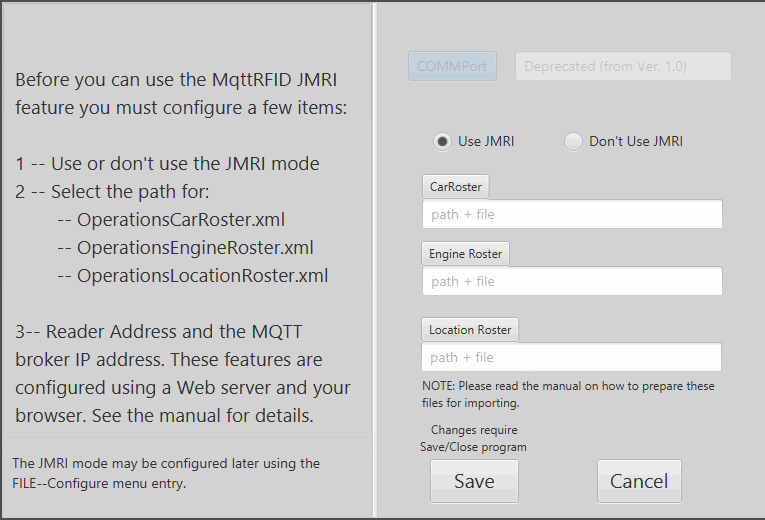 Before you can use the MqttRFID JMRI
feature you must configure a few items:
1 -- Use or don't use the JMRI mode
2 -- Select the path for:
-- OperationsCarRoster.xml
-- OperationsEngineRoster.xml
-- OperationsLocationRoster.xml
3-- Reader Address and the MQTT
broker IP address. These features are
configured using a Web server and your
browser. See the manual for details.
The JMRI mode may be configured later using the
FILE--Configure menu entry.
COMMPort
Deprecated (from Ver. 1.0)
Use JMRI
Don't Use JMRI
CarRoster
path + file
Engine Roster
path + file
Location Roster
path + file
NOTE: Please read the manual on how to prepare these
files for importing.
Changes require
Save/Close program
Save
Cancel